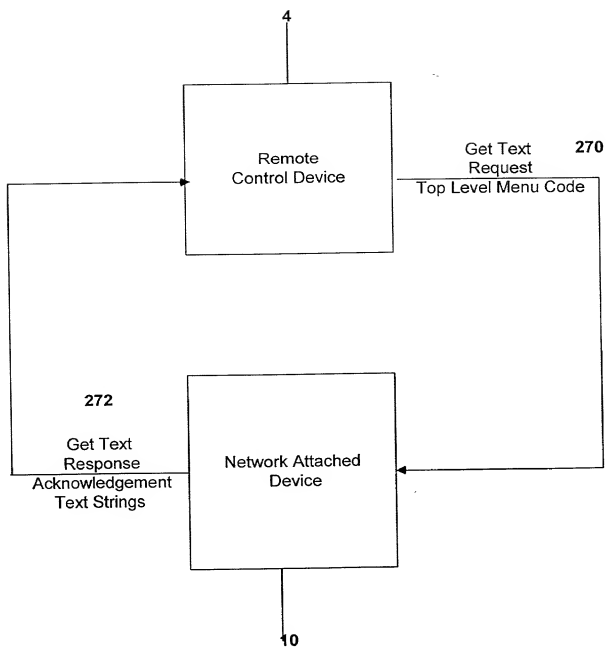 4
Remote
Control Device
Get Text
Request
Top Level Menu Code
270
272
Get Text
Response
Acknowledgement
Text Strings
Network Attached
Device
10